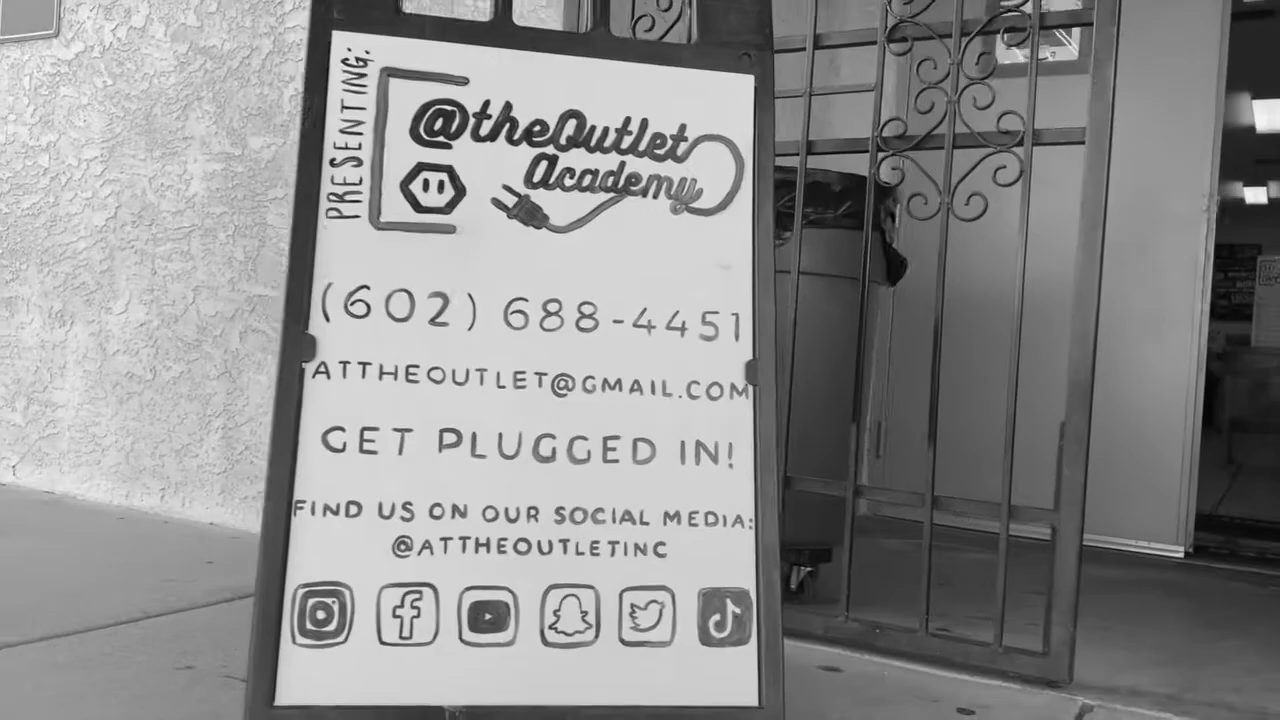 PRESENTING:
@theOutlet
Academy
(602) 688-4451
ATTHEOUTLET@GMAIL.COM
GET PLUGGED IN!
FIND US ON OUR SOCIAL MEDIA:
@ATTHEOUTLETINC